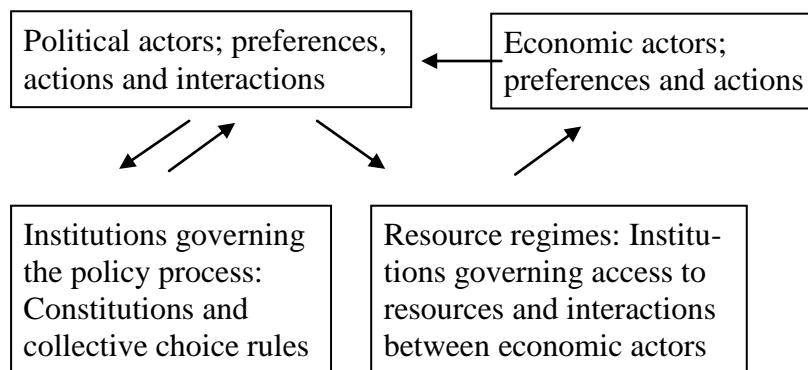 Political actors; preferences,
actions and interactions
Economic actors;
preferences and actions
Institutions governing
the policy process:
Constitutions and
collective choice rules
Resource regimes: Institu-
tions governing access to
resources and interactions
between economic actors